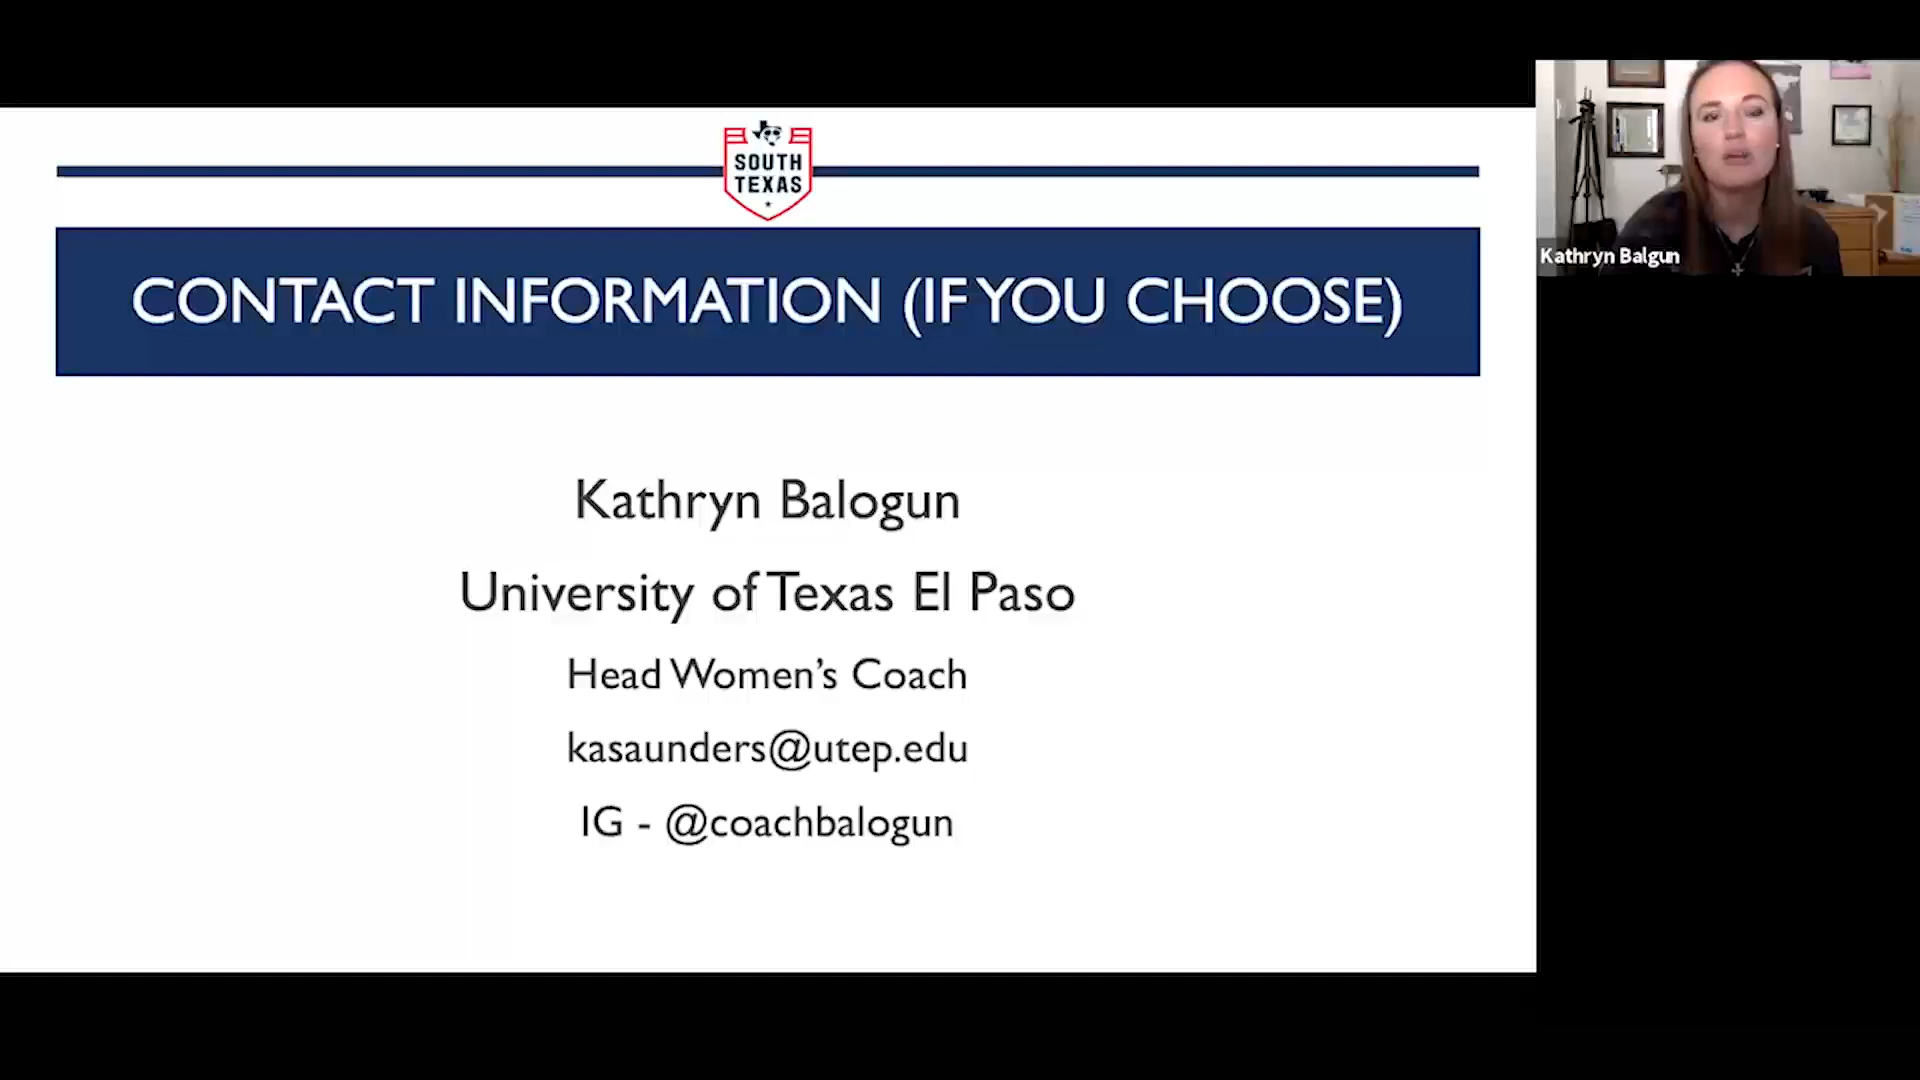 SOUTH
TEXAS
CONTACT INFORMATION (IF YOU CHOOSE)
Kathryn Balogun
University of Texas El Paso
Head Women’s Coach
kasaunders@utep.edu
IG - @coachbalogun
Kathryn Balgun